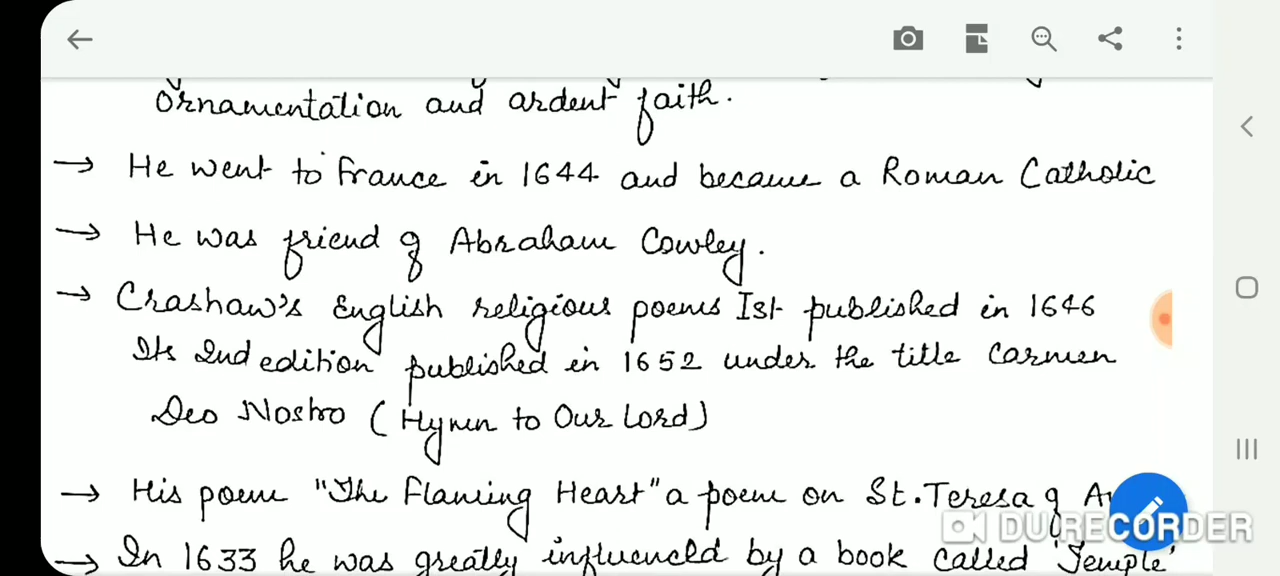 ornamentation and ardent faith.
→ He went to France in 1644 and became a Roman Catholic
→ He was friend of Abraham Cowley.
→ Crashaw's English religious poems Ist published in 1646
Its 2nd edition published in 1652 under the title Carmen
Deo Nostro (Hymn to Our Lord)
→ His poem "The Flaming Heart" a poem on St. Teresa of
DU RECORDER
→ In 1633 he was greatly influenced by a book called 'Temple'